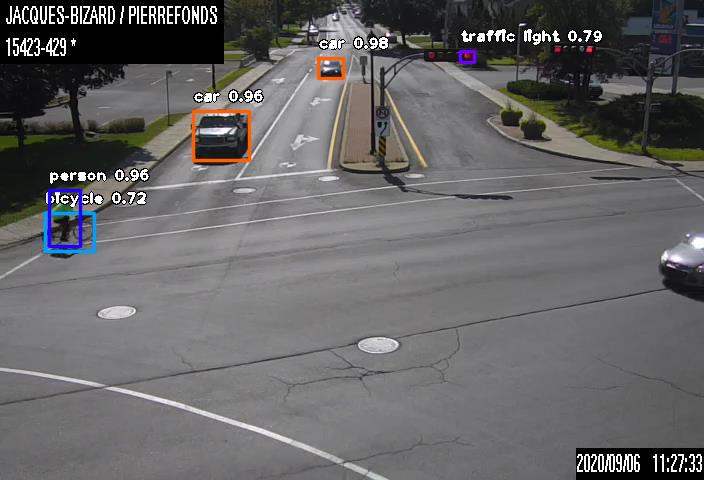 JACQUES-BIZARD / PIERREFONDS
15423-429 *
car 0.98
traffic light 0.79
car 0.96
person 0.96
bicycle 0.72
2020/09/06 11:27:33